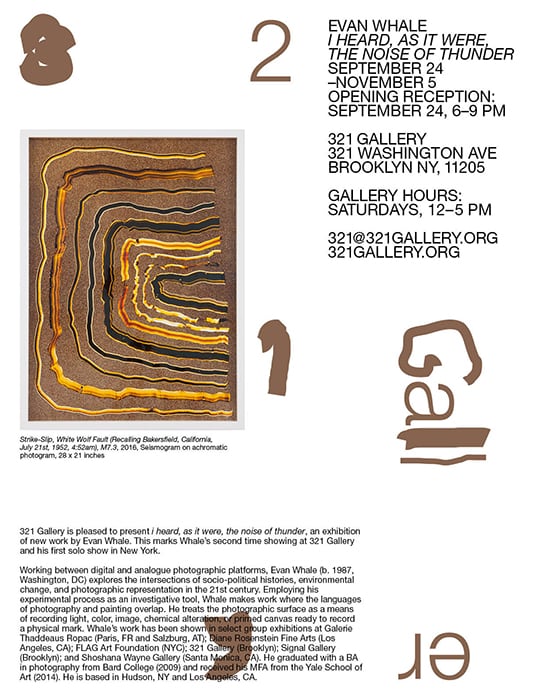 3
2
EVAN WHALE
I HEARD, AS IT WERE,
THE NOISE OF THUNDER
SEPTEMBER 24
–NOVEMBER 5
OPENING RECEPTION:
SEPTEMBER 24, 6–9 PM
321 GALLERY
321 WASHINGTON AVE
BROOKLYN NY, 11205
GALLERY HOURS:
SATURDAYS, 12–5 PM
321@321GALLERY.ORG
321GALLERY.ORG
1
Gall
Strike-Slip, White Wolf Fault (Recalling Bakersfield, California,
July 21st, 1952, 4:52am), M7.3, 2016, Seismogram on achromatic
photogram, 28 x 21 inches
321 Gallery is pleased to present i heard, as it were, the noise of thunder, an exhibition
of new work by Evan Whale. This marks Whale's second time showing at 321 Gallery
and his first solo show in New York.
Working between digital and analogue photographic platforms, Evan Whale (b. 1987,
Washington, DC) explores the intersections of socio-political histories, environmental
change, and photographic representation in the 21st century. Employing his
experimental process as an investigative tool, Whale makes work where the languages
of photography and painting overlap. He treats the photographic surface as a means
of recording light, color, image, chemical alteration, or primed canvas ready to record
a physical mark. Whale's work has been shown in select group exhibitions at Galerie
Thaddeaus Ropac (Paris, FR and Salzburg, AT); Diane Rosenstein Fine Arts (Los
Angeles, CA); FLAG Art Foundation (NYC); 321 Gallery (Brooklyn); Signal Gallery
(Brooklyn); and Shoshana Wayne Gallery (Santa Monica, CA). He graduated with a BA
in photography from Bard College (2009) and received his MFA from the Yale School of
Art (2014). He is based in Hudson, NY and Los Angeles, CA.
y
er